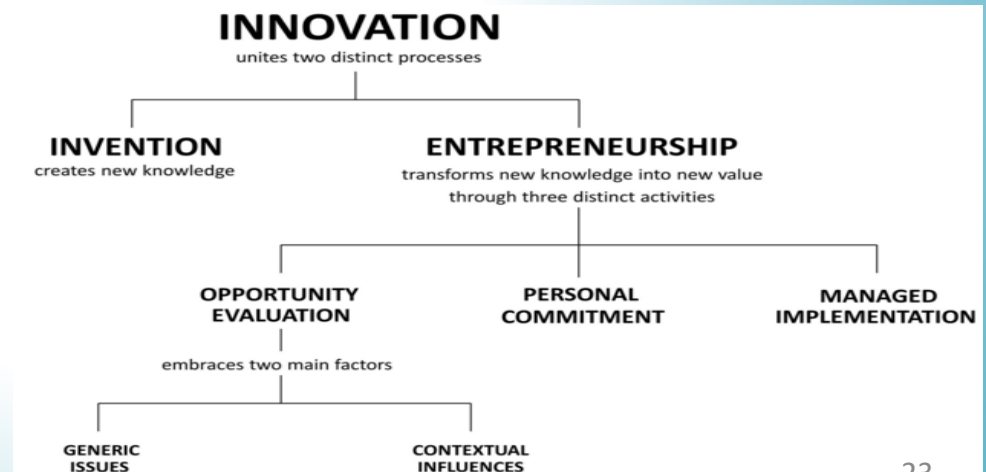 INNOVATION
unites two distinct processes
INVENTION
creates new knowledge
ENTREPRENEURSHIP
transforms new knowledge into new value
through three distinct activities
OPPORTUNITY
EVALUATION
PERSONAL
COMMITMENT
MANAGED
IMPLEMENTATION
embraces two main factors
GENERIC
ISSUES
CONTEXTUAL
INFLUENCES